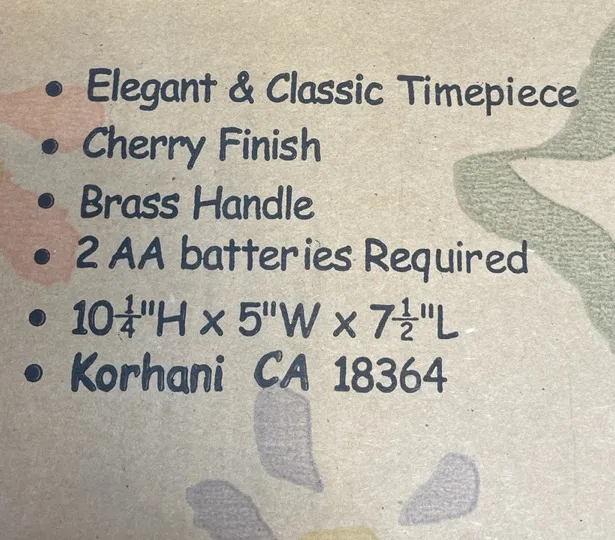 • Elegant & Classic Timepiece
• Cherry Finish
• Brass Handle
• 2 AA batteries Required
• 10¼"H x 5"W x 7½"L
• Korhani CA 18364